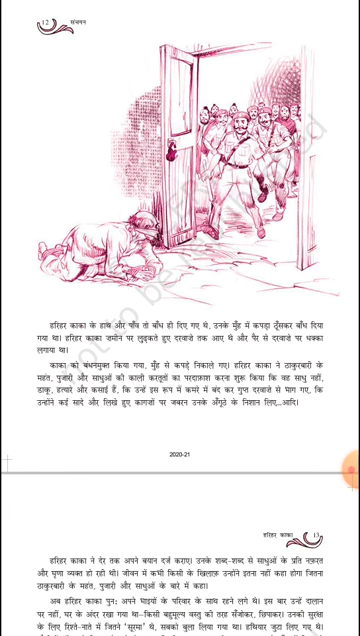 12
संचयन
हरिहर काका के हाथ और पाँव तो बाँध ही दिए गए थे, उनके मुँह में कपड़ा ठूँसकर बाँध दिया
गया था। हरिहर काका ज़मीन पर लुढ़कते हुए दरवाजे तक आए थे और पैर से दरवाजे पर धक्का
लगाया था।
काका को बंधनमुक्त किया गया, मुँह से कपड़े निकाले गए। हरिहर काका ने ठाकुरबारी के
महंत, पुजारी और साधुओं की काली करतूतों का परदाफ़ाश करना शुरू किया कि वह साधु नहीं,
डाकू, हत्यारे और कसाई हैं, कि उन्हें इस रूप में कमरे में बंद कर गुप्त दरवाजे से भाग गए, कि
उन्होंने कई सादे और लिखे हुए कागज़ों पर जबरन उनके अँगूठे के निशान लिए...आदि।
2020-21
हरिहर काका
13
हरिहर काका ने देर तक अपने बयान दर्ज कराए। उनके शब्द-शब्द से साधुओं के प्रति नफ़रत
और घृणा व्यक्त हो रही थी। जीवन में कभी किसी के खिलाफ़ उन्होंने इतना नहीं कहा होगा जितना
ठाकुरबारी के महंत, पुजारी और साधुओं के बारे में कहा।
अब हरिहर काका पुन: अपने भाइयों के परिवार के साथ रहने लगे थे। इस बार उन्हें दालान
पर नहीं, घर के अंदर रखा गया था–किसी बहुमूल्य वस्तु की तरह सँजोकर, छिपाकर। उनकी सुरक्षा
के लिए रिश्ते-नाते में जितने 'सूरमा' थे, सबको बुला लिया गया था। हथियार जुटा लिए गए थे।